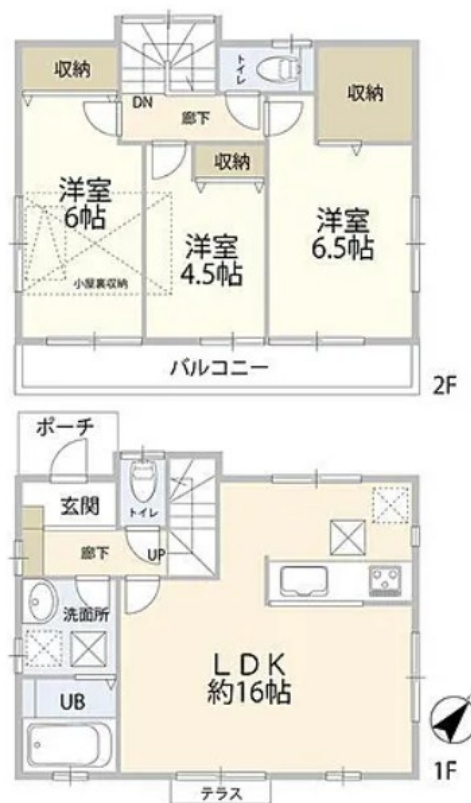 収納
トイレ
収納
DN
廊下
収納
洋室
6帖
洋室
4.5帖
洋室
6.5帖
小屋裏収納
バルコニー
2F
ポーチ
玄関
トイレ
廊下
UP
洗面所
LDK
約16帖
UB
1F
テラス